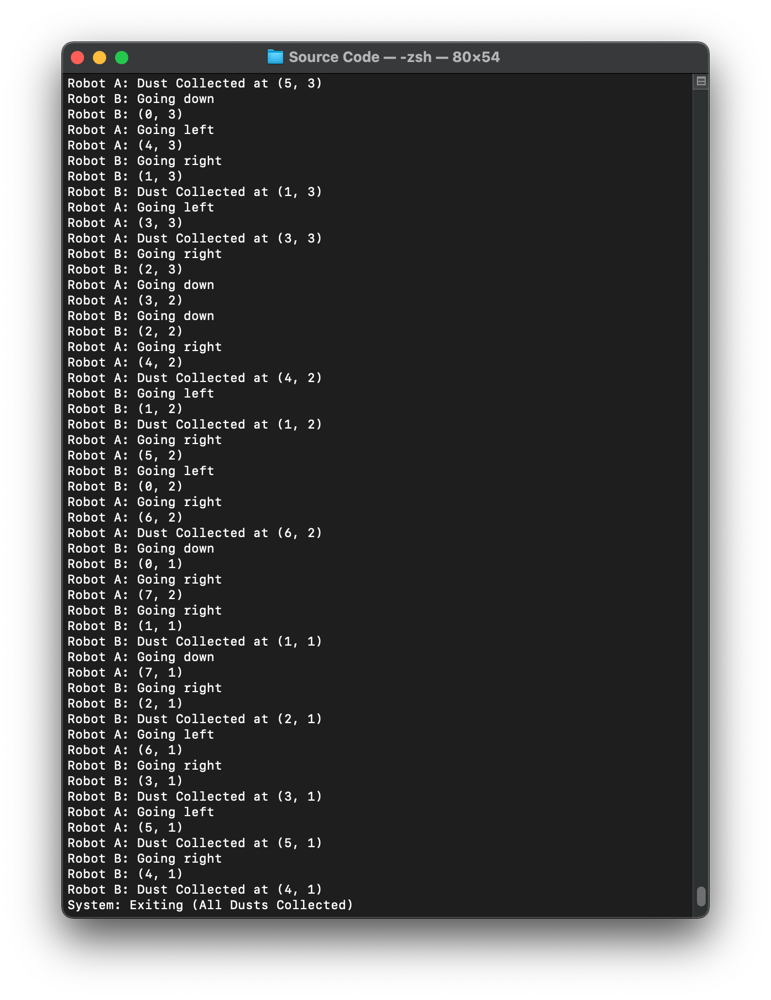 Source Code — -zsh — 80×54
Robot A: Dust Collected at (5, 3)
Robot B: Going down
Robot B: (0, 3)
Robot A: Going left
Robot A: (4, 3)
Robot B: Going right
Robot B: (1, 3)
Robot B: Dust Collected at (1, 3)
Robot A: Going left
Robot A: (3, 3)
Robot A: Dust Collected at (3, 3)
Robot B: Going right
Robot B: (2, 3)
Robot A: Going down
Robot A: (3, 2)
Robot B: Going down
Robot B: (2, 2)
Robot A: Going right
Robot A: (4, 2)
Robot A: Dust Collected at (4, 2)
Robot B: Going left
Robot B: (1, 2)
Robot B: Dust Collected at (1, 2)
Robot A: Going right
Robot A: (5, 2)
Robot B: Going left
Robot B: (0, 2)
Robot A: Going right
Robot A: (6, 2)
Robot A: Dust Collected at (6, 2)
Robot B: Going down
Robot B: (0, 1)
Robot A: Going right
Robot A: (7, 2)
Robot B: Going right
Robot B: (1, 1)
Robot B: Dust Collected at (1, 1)
Robot A: Going down
Robot A: (7, 1)
Robot B: Going right
Robot B: (2, 1)
Robot B: Dust Collected at (2, 1)
Robot A: Going left
Robot A: (6, 1)
Robot B: Going right
Robot B: (3, 1)
Robot B: Dust Collected at (3, 1)
Robot A: Going left
Robot A: (5, 1)
Robot A: Dust Collected at (5, 1)
Robot B: Going right
Robot B: (4, 1)
Robot B: Dust Collected at (4, 1)
System: Exiting (All Dusts Collected)